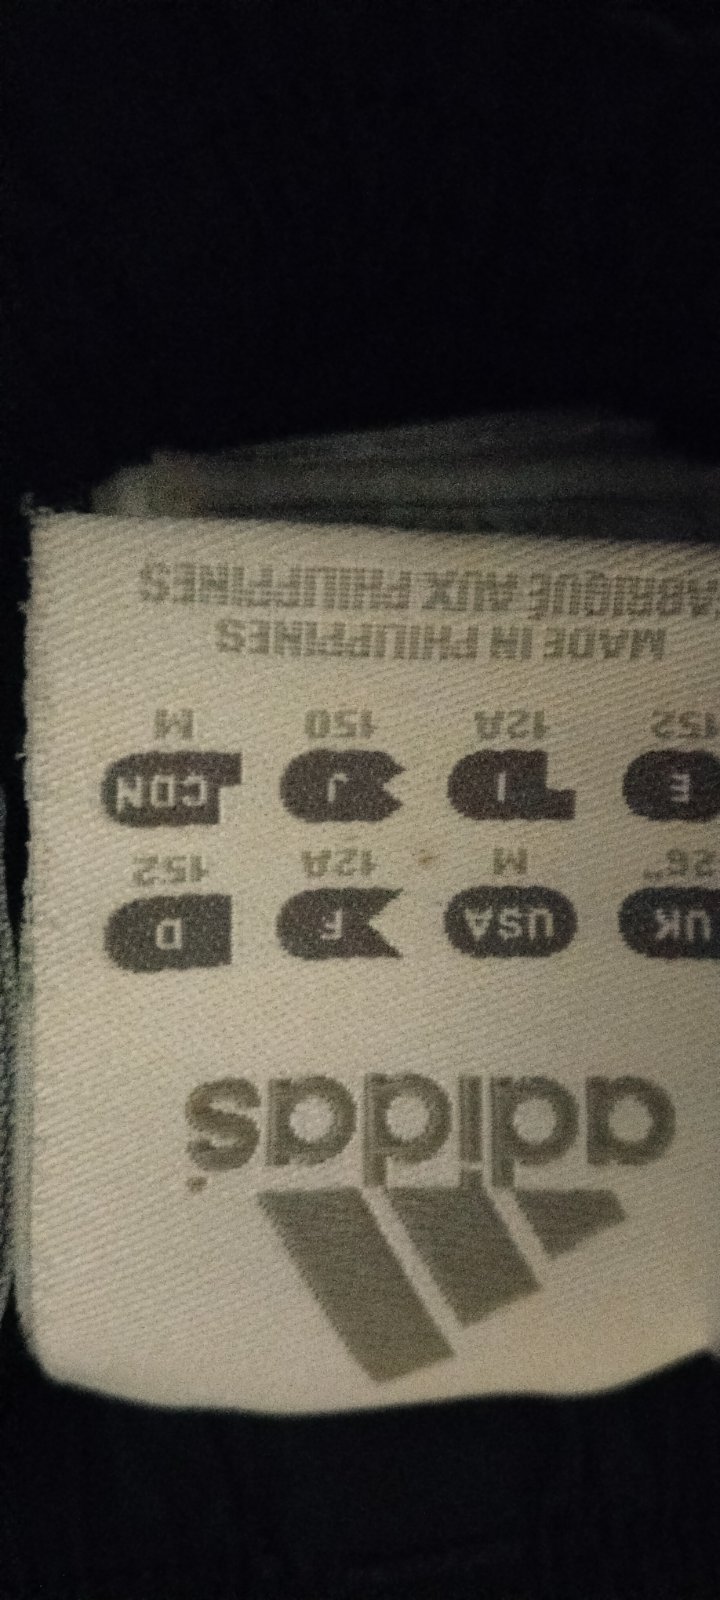 adidas
UK USA F D
26" M 12A 152
E I J CDN
152 12A 150 M
MADE IN PHILIPPINES
ABRIQUÉ AUX PHILIPPINES